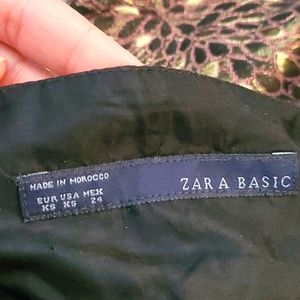 MADE IN MOROCCO
EUR USA MEX
XS XS 24
ZARA BASIC